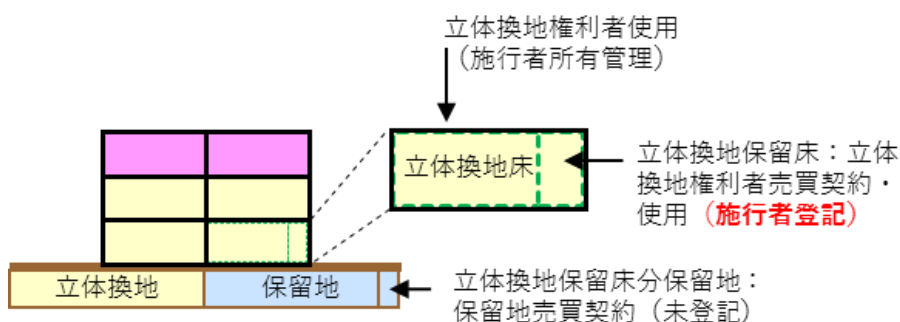 立体換地権利者使用
（施行者所有管理）
立体換地床
立体換地保留床：立体
換地権利者売買契約・
使用（施行者登記）
立体換地
保留地
立体換地保留床分保留地：
保留地売買契約（未登記）